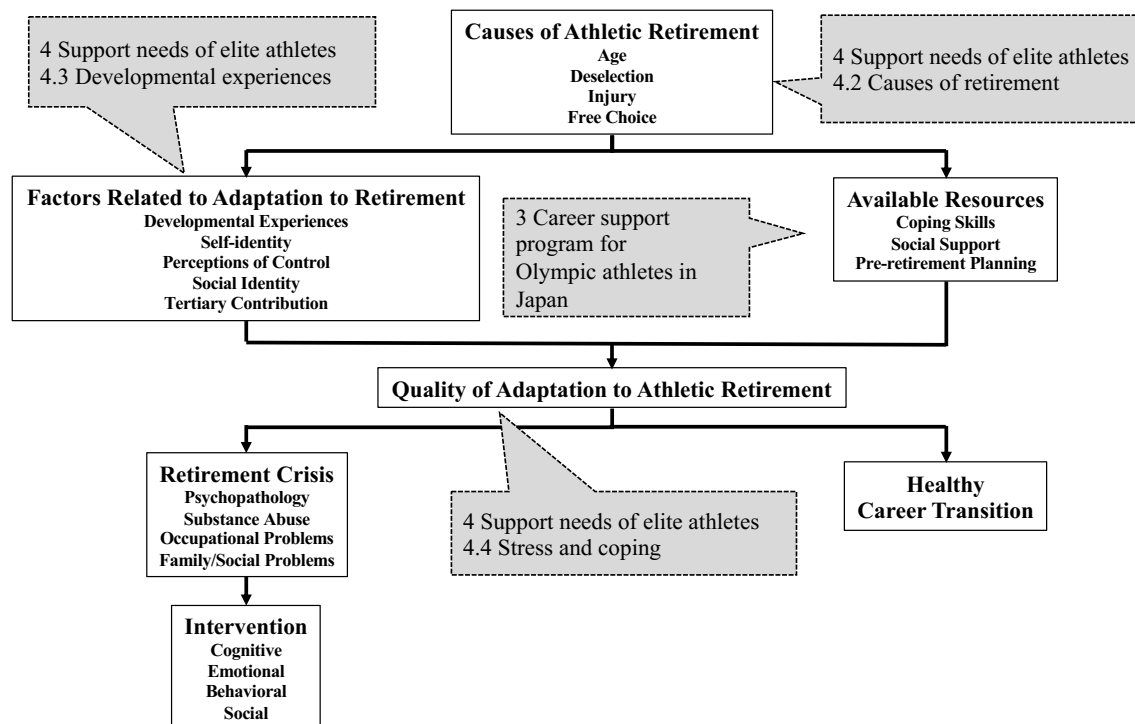 Causes of Athletic Retirement
Age
Deselection
Injury
Free Choice
4 Support needs of elite athletes
4.3 Developmental experiences
4 Support needs of elite athletes
4.2 Causes of retirement
Factors Related to Adaptation to Retirement
Developmental Experiences
Self-identity
Perceptions of Control
Social Identity
Tertiary Contribution
3 Career support
program for
Olympic athletes in
Japan
Available Resources
Coping Skills
Social Support
Pre-retirement Planning
Quality of Adaptation to Athletic Retirement
Retirement Crisis
Psychopathology
Substance Abuse
Occupational Problems
Family/Social Problems
4 Support needs of elite athletes
4.4 Stress and coping
Healthy
Career Transition
Intervention
Cognitive
Emotional
Behavioral
Social